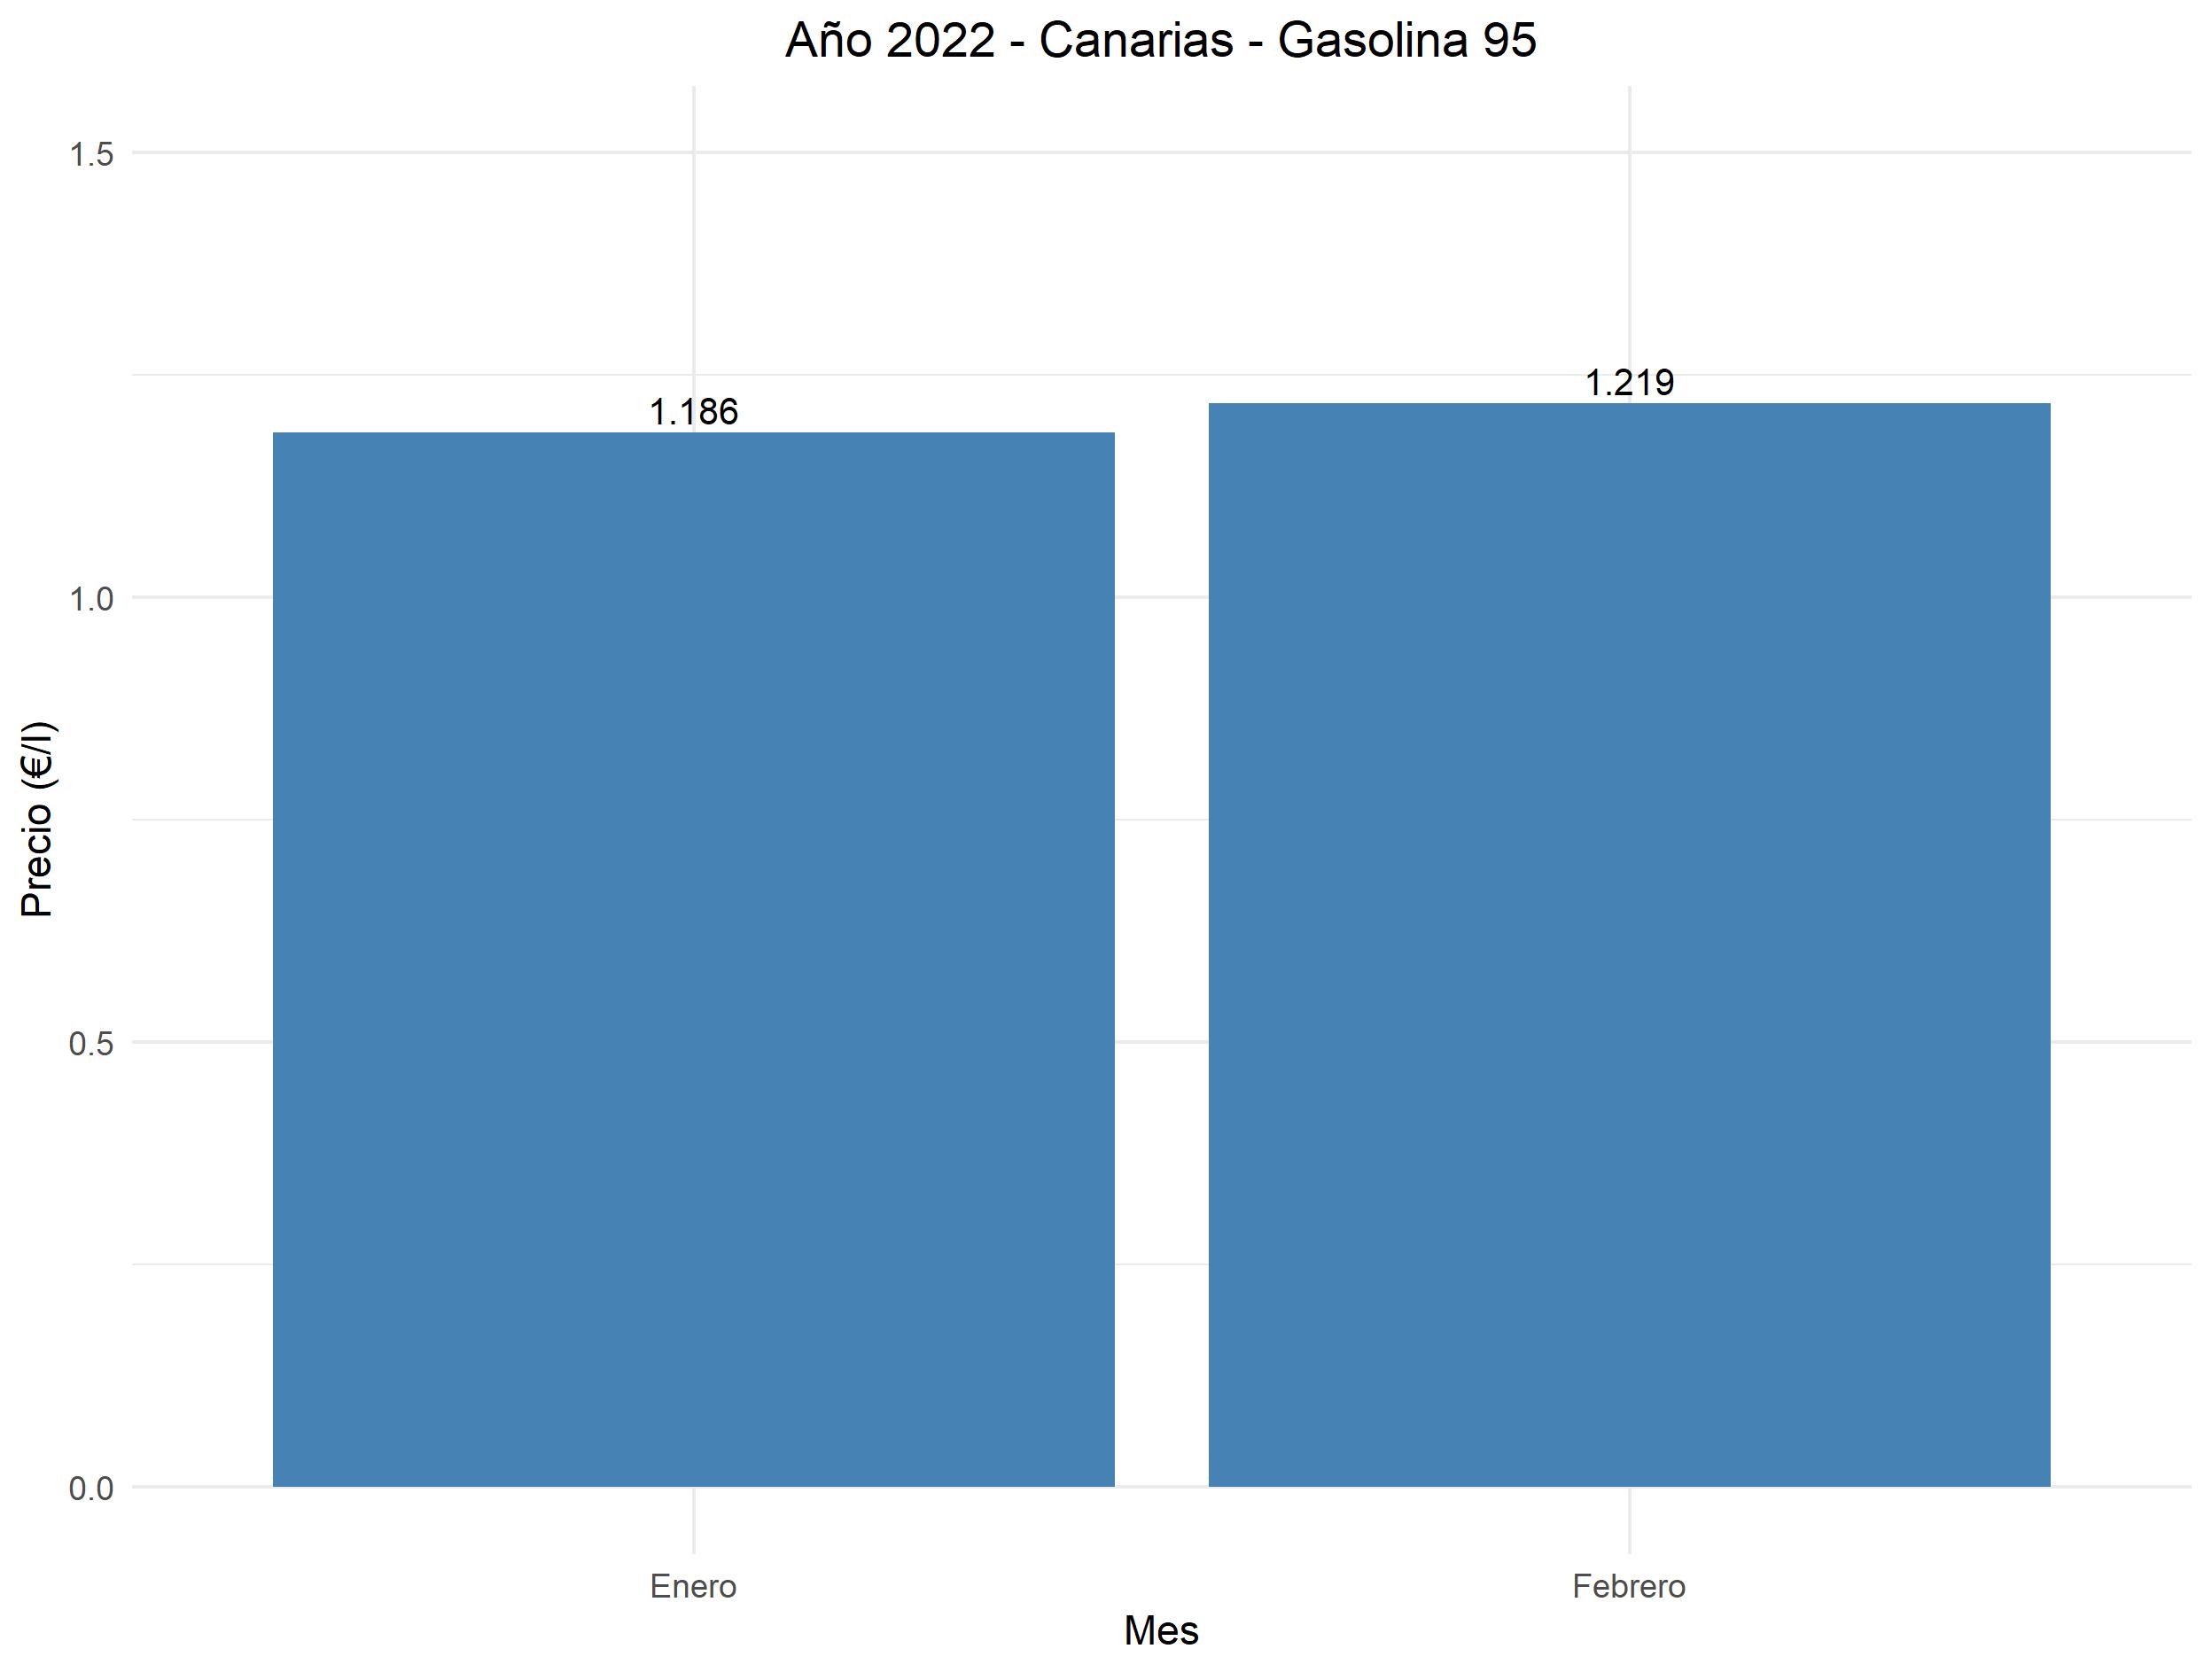 Año 2022 - Canarias - Gasolina 95
Precio (€/l)
1.5
1.0
0.5
0.0
1.186
1.219
Enero
Febrero
Mes